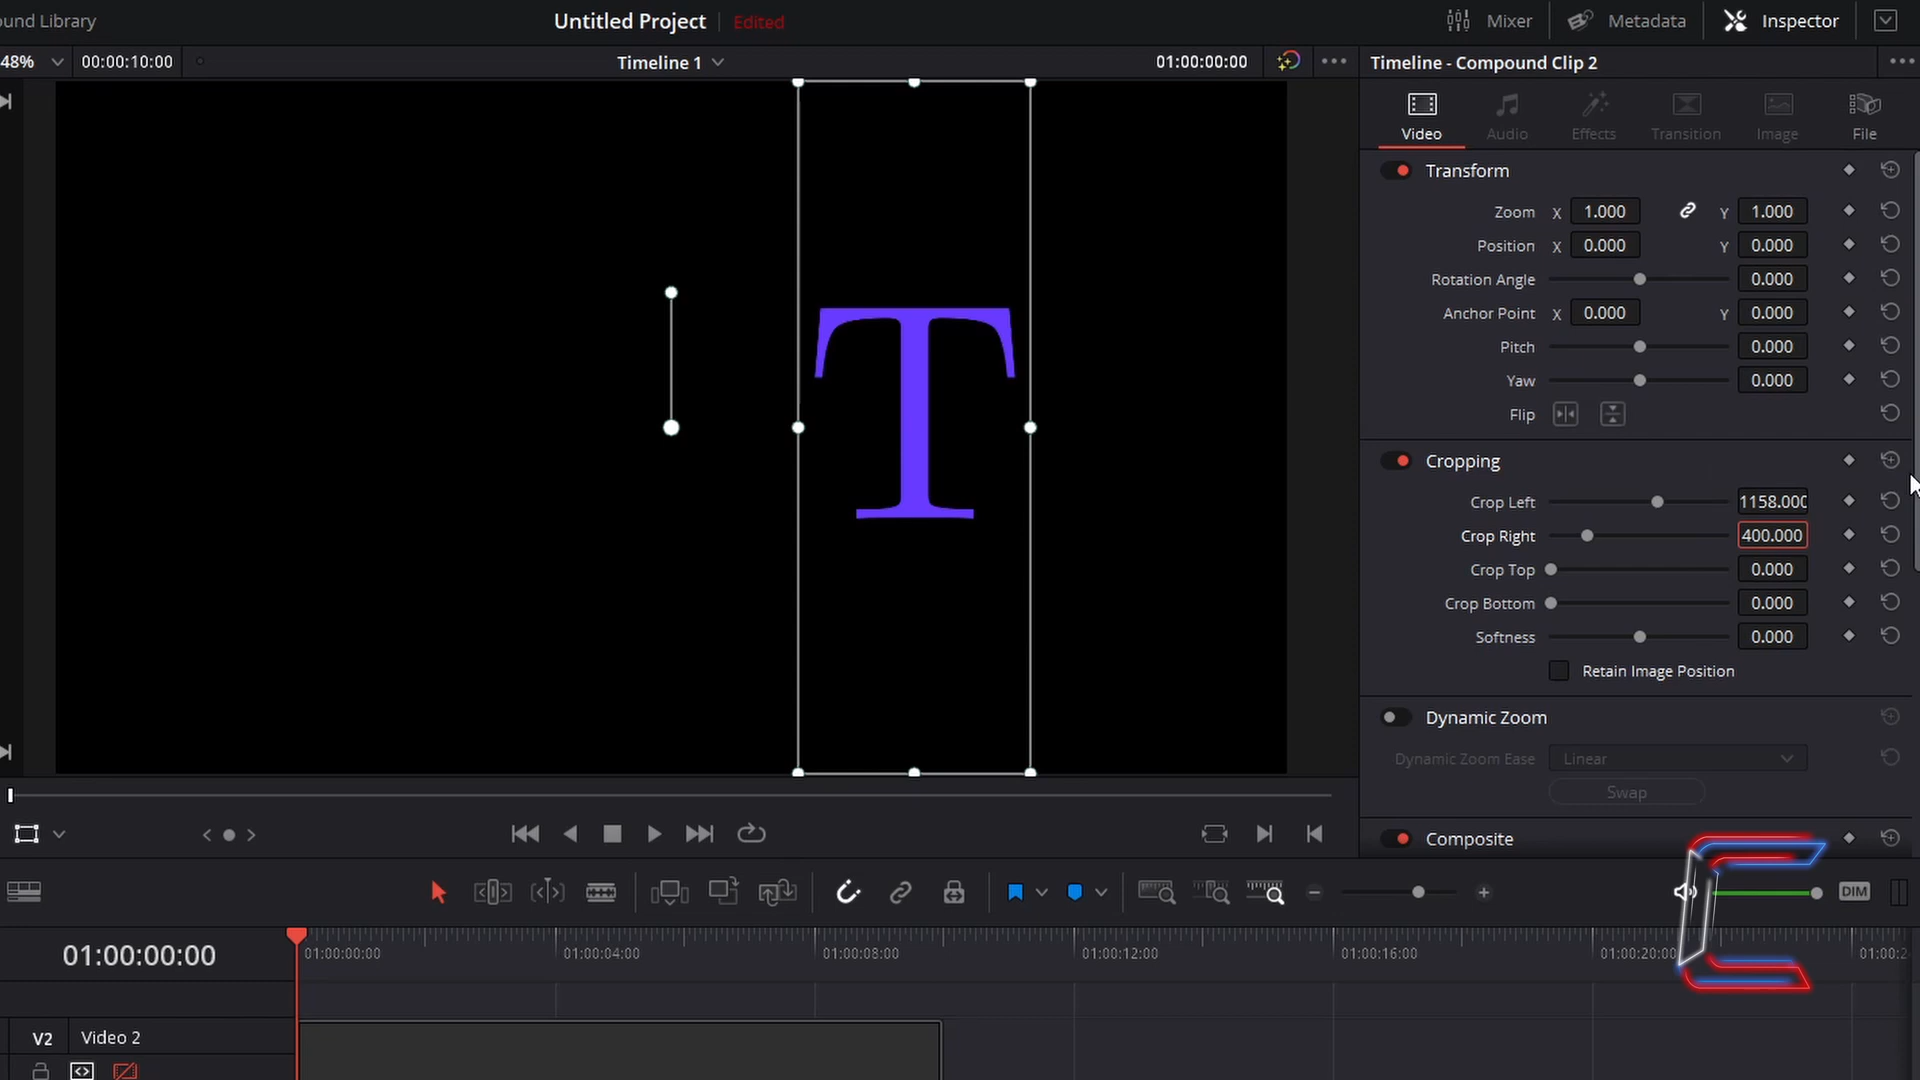 ound Library
Untitled Project
Edited
Mixer
Metadata
Inspector
48%
00:00:10:00
Timeline 1
01:00:00:00
Timeline - Compound Clip 2
Video
Audio
Effects
Transition
Image
File
T
Transform
Zoom X 1.000 Y 1.000
Position X 0.000 Y 0.000
Rotation Angle 0.000
Anchor Point X 0.000 Y 0.000
Pitch 0.000
Yaw 0.000
Flip
Cropping
Crop Left 1158.000
Crop Right 400.000
Crop Top 0.000
Crop Bottom 0.000
Softness 0.000
Retain Image Position
Dynamic Zoom
Dynamic Zoom Ease Linear
Swap
Composite
DIM
01:00:00:00
01:00:00:00
01:00:04:00
01:00:08:00
01:00:12:00
01:00:16:00
01:00:20:00
01:00:2
V2
Video 2